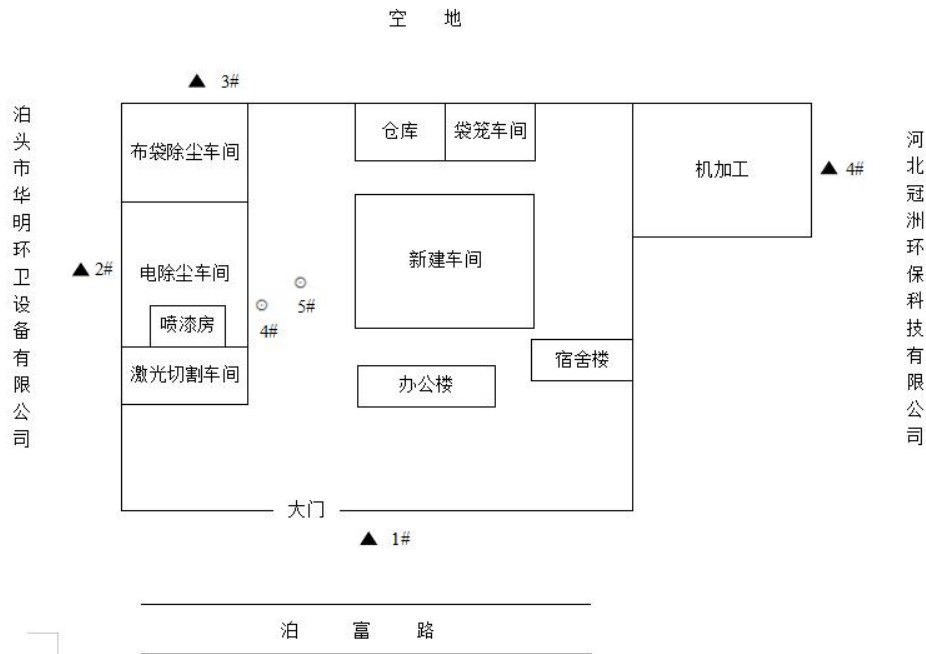 空 地
▲ 3#
泊头市华明环卫设备有限公司
河北冠洲环保科技有限公司
布袋除尘车间
仓库
袋笼车间
机加工
▲ 4#
▲ 2#
电除尘车间
新建车间
喷漆房
4#
5#
激光切割车间
宿舍楼
办公楼
大门
▲ 1#
泊 富 路